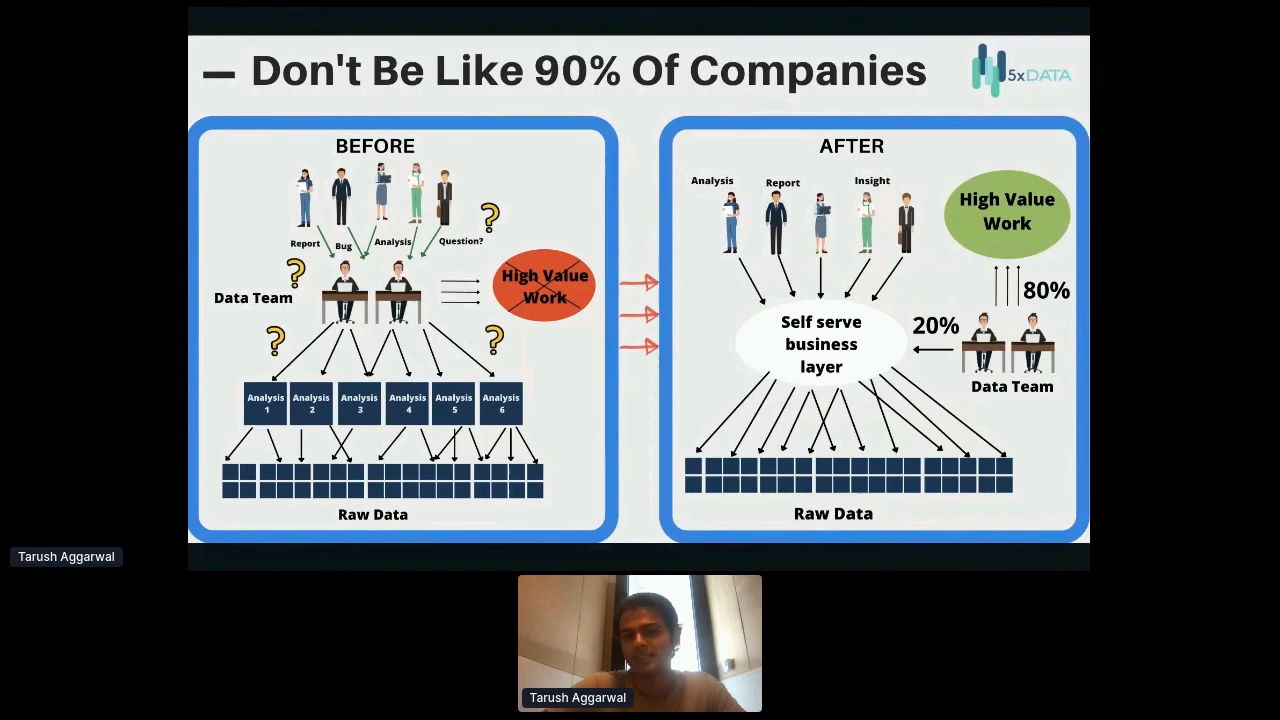 — Don't Be Like 90% Of Companies
5xDATA
BEFORE
Report
Bug
Analysis
Question?
?
?
?
?
Data Team
High Value
Work
Analysis
1
Analysis
2
Analysis
3
Analysis
4
Analysis
5
Analysis
6
Raw Data
AFTER
Analysis
Report
Insight
High Value
Work
80%
20%
Data Team
Self serve
business
layer
Raw Data
Tarush Aggarwal
Tarush Aggarwal